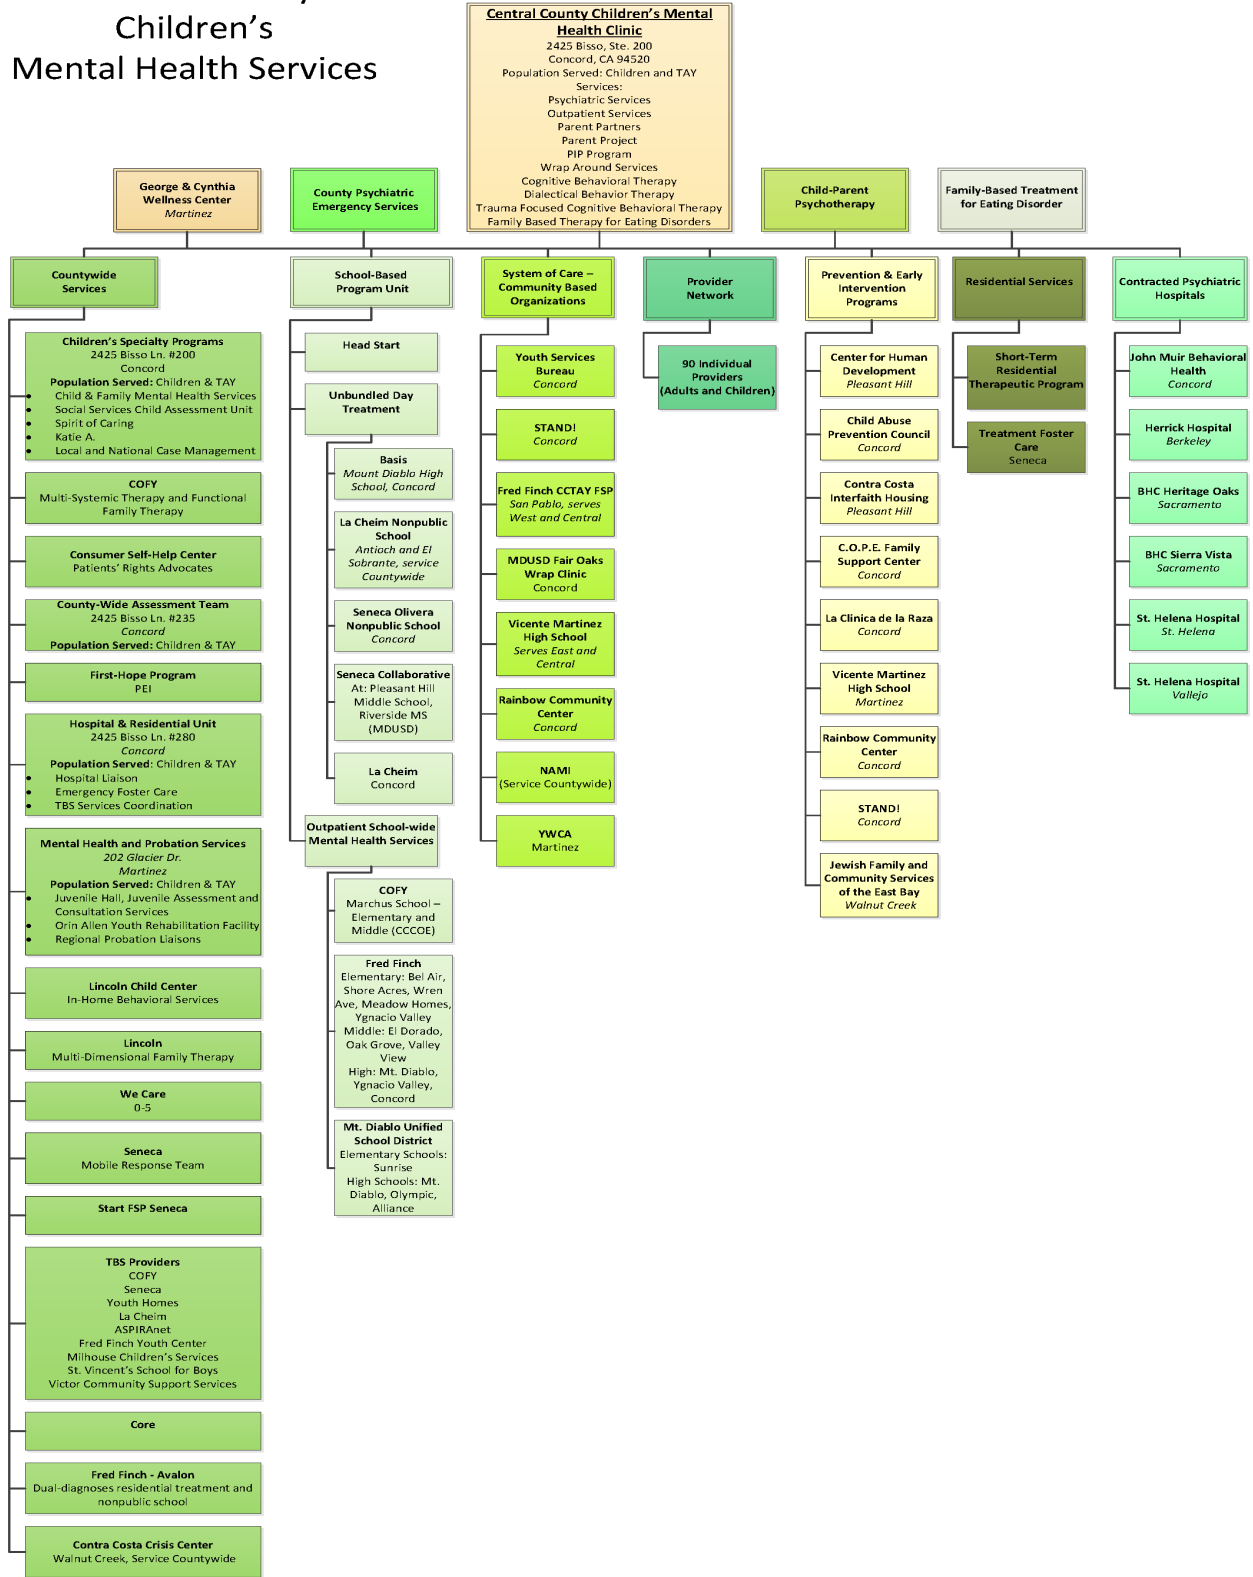 Children's
Mental Health Services
Central County Children's Mental
Health Clinic
2425 Bisso, Ste. 200
Concord, CA 94520
Population Served: Children and TAY
Services:
Psychiatric Services
Outpatient Services
Parent Partners
Parent Project
PIP Program
Wrap Around Services
Cognitive Behavioral Therapy
Dialectical Behavior Therapy
Trauma Focused Cognitive Behavioral Therapy
Family Based Therapy for Eating Disorders
George & Cynthia
Wellness Center
Martinez
County Psychiatric
Emergency Services
Child-Parent
Psychotherapy
Family-Based Treatment
for Eating Disorder
Countywide
Services
School-Based
Program Unit
System of Care –
Community Based
Organizations
Provider
Network
Prevention & Early
Intervention
Programs
Residential Services
Contracted Psychiatric
Hospitals
Children's Specialty Programs
2425 Bisso Ln. #200
Concord
Population Served: Children & TAY
• Child & Family Mental Health Services
• Social Services Child Assessment Unit
• Spirit of Caring
• Katie A.
• Local and National Case Management
COFY
Multi-Systemic Therapy and Functional
Family Therapy
Consumer Self-Help Center
Patients' Rights Advocates
County-Wide Assessment Team
2425 Bisso Ln. #235
Concord
Population Served: Children & TAY
First-Hope Program
PEI
Hospital & Residential Unit
2425 Bisso Ln. #280
Concord
Population Served: Children & TAY
• Hospital Liaison
• Emergency Foster Care
• TBS Services Coordination
Mental Health and Probation Services
202 Glacier Dr.
Martinez
Population Served: Children & TAY
• Juvenile Hall, Juvenile Assessment and
Consultation Services
• Orin Allen Youth Rehabilitation Facility
• Regional Probation Liaisons
Lincoln Child Center
In-Home Behavioral Services
Lincoln
Multi-Dimensional Family Therapy
We Care
0-5
Seneca
Mobile Response Team
Start FSP Seneca
TBS Providers
COFY
Seneca
Youth Homes
La Cheim
ASPIRAnet
Fred Finch Youth Center
Milhouse Children's Services
St. Vincent's School for Boys
Victor Community Support Services
Core
Fred Finch - Avalon
Dual-diagnoses residential treatment and
nonpublic school
Contra Costa Crisis Center
Walnut Creek, Service Countywide
Head Start
Unbundled Day
Treatment
Basis
Mount Diablo High
School, Concord
La Cheim Nonpublic
School
Antioch and El
Sobrante, service
Countywide
Seneca Olivera
Nonpublic School
Concord
Seneca Collaborative
At: Pleasant Hill
Middle School,
Riverside MS
(MDUSD)
La Cheim
Concord
Outpatient School-wide
Mental Health Services
COFY
Marchus School –
Elementary and
Middle (CCCOE)
Fred Finch
Elementary: Bel Air,
Shore Acres, Wren
Ave, Meadow Homes,
Ygnacio Valley
Middle: El Dorado,
Oak Grove, Valley
View
High: Mt. Diablo,
Ygnacio Valley,
Concord
Mt. Diablo Unified
School District
Elementary Schools:
Sunrise
High Schools: Mt.
Diablo, Olympic,
Alliance
Youth Services
Bureau
Concord
STAND!
Concord
Fred Finch CCTAY FSP
San Pablo, serves
West and Central
MDUSD Fair Oaks
Wrap Clinic
Concord
Vicente Martinez
High School
Serves East and
Central
Rainbow Community
Center
Concord
NAMI
(Service Countywide)
YWCA
Martinez
90 Individual
Providers
(Adults and Children)
Center for Human
Development
Pleasant Hill
Child Abuse
Prevention Council
Concord
Contra Costa
Interfaith Housing
Pleasant Hill
C.O.P.E. Family
Support Center
Concord
La Clinica de la Raza
Concord
Vicente Martinez
High School
Martinez
Rainbow Community
Center
Concord
STAND!
Concord
Jewish Family and
Community Services
of the East Bay
Walnut Creek
Short-Term
Residential
Therapeutic Program
Treatment Foster
Care
Seneca
John Muir Behavioral
Health
Concord
Herrick Hospital
Berkeley
BHC Heritage Oaks
Sacramento
BHC Sierra Vista
Sacramento
St. Helena Hospital
St. Helena
St. Helena Hospital
Vallejo